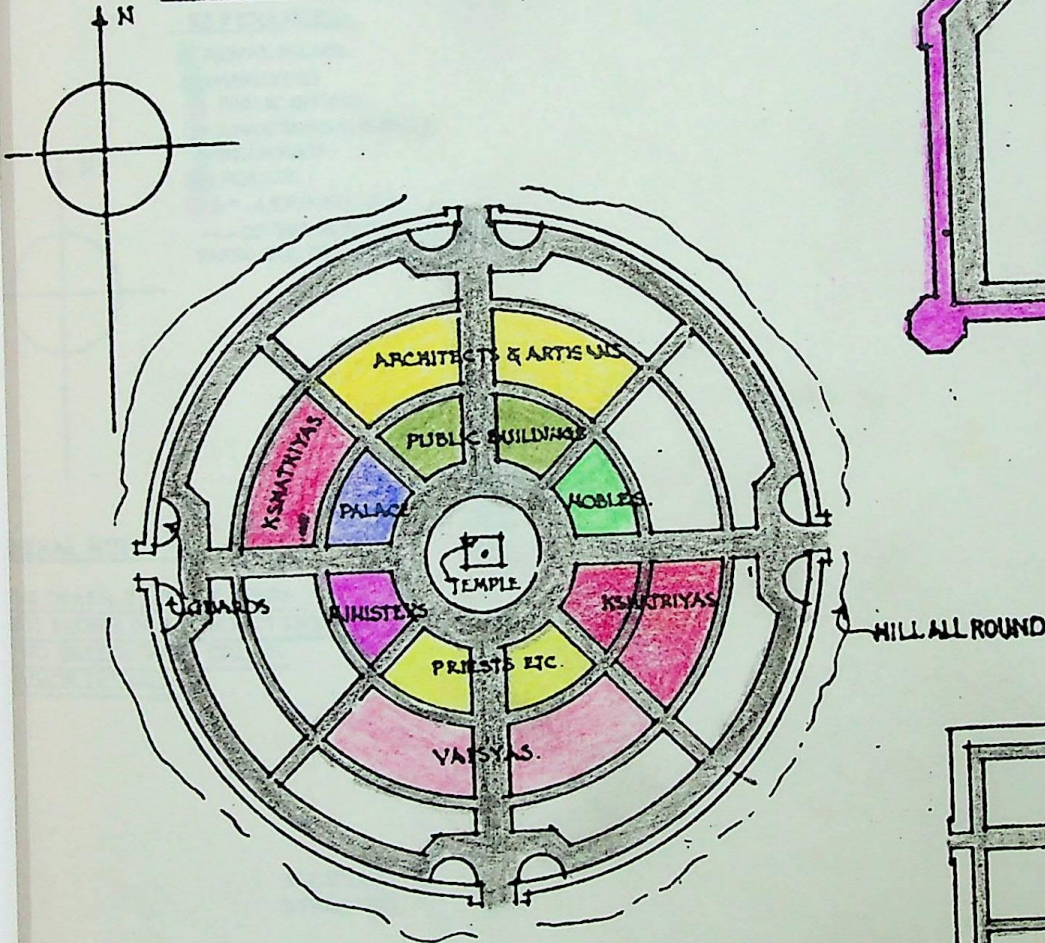 N
ARCHITECTS & ARTISANS
PUBLIC BUILDINGS
KSHATRIYAS
PALACE
NOBLES.
TEMPLE
GUARDS
MINISTERS
KSHATRIYAS
HILL ALL ROUND
PRIESTS ETC.
VAISYAS.